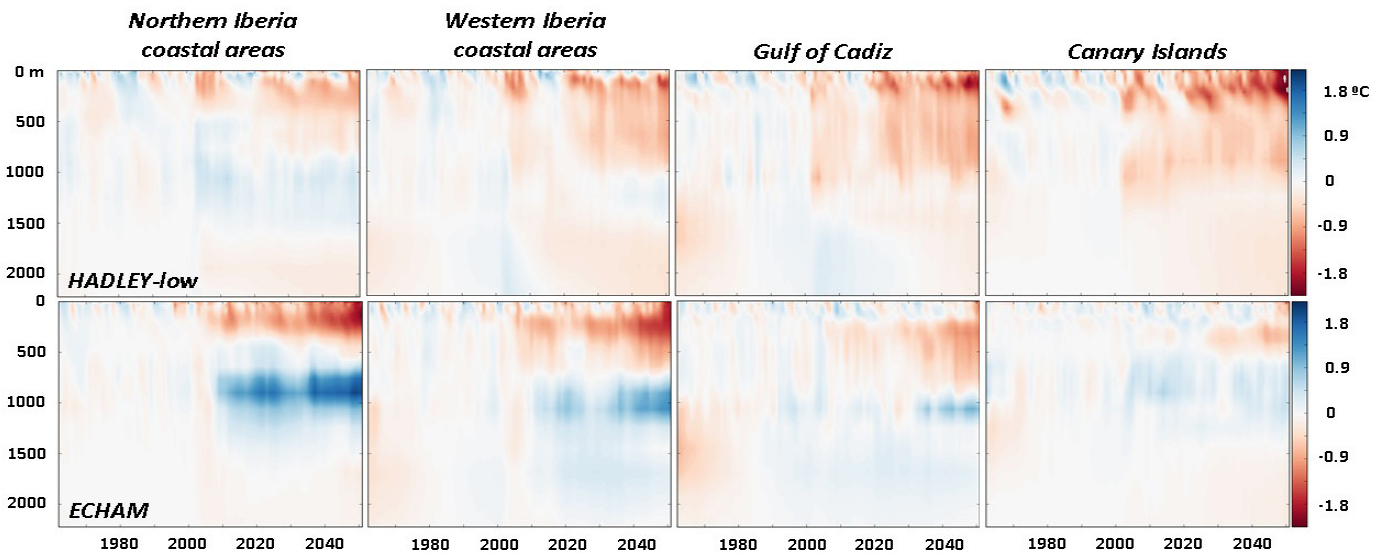 Northern Iberia
coastal areas
Western Iberia
coastal areas
Gulf of Cadiz
Canary Islands
0 m
500
1000
1500
2000
HADLEY-low
1.8 ºC
0.9
0
-0.9
-1.8
0
500
1000
1500
2000
ECHAM
1.8
0.9
0
-0.9
-1.8
1980 2000 2020 2040
1980 2000 2020 2040
1980 2000 2020 2040
1980 2000 2020 2040